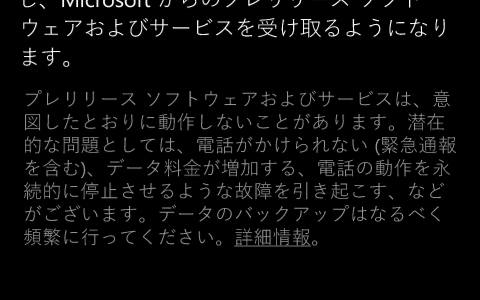 し、Microsoft からのプレリリース ソフト
ウェアおよびサービスを受け取るようになり
ます。
プレリリース ソフトウェアおよびサービスは、意
図したとおりに動作しないことがあります。潜在
的な問題としては、電話がかけられない (緊急通報
を含む)、データ料金が増加する、電話の動作を永
続的に停止させるような故障を引き起こす、など
がございます。データのバックアップはなるべく
頻繁に行ってください。詳細情報。